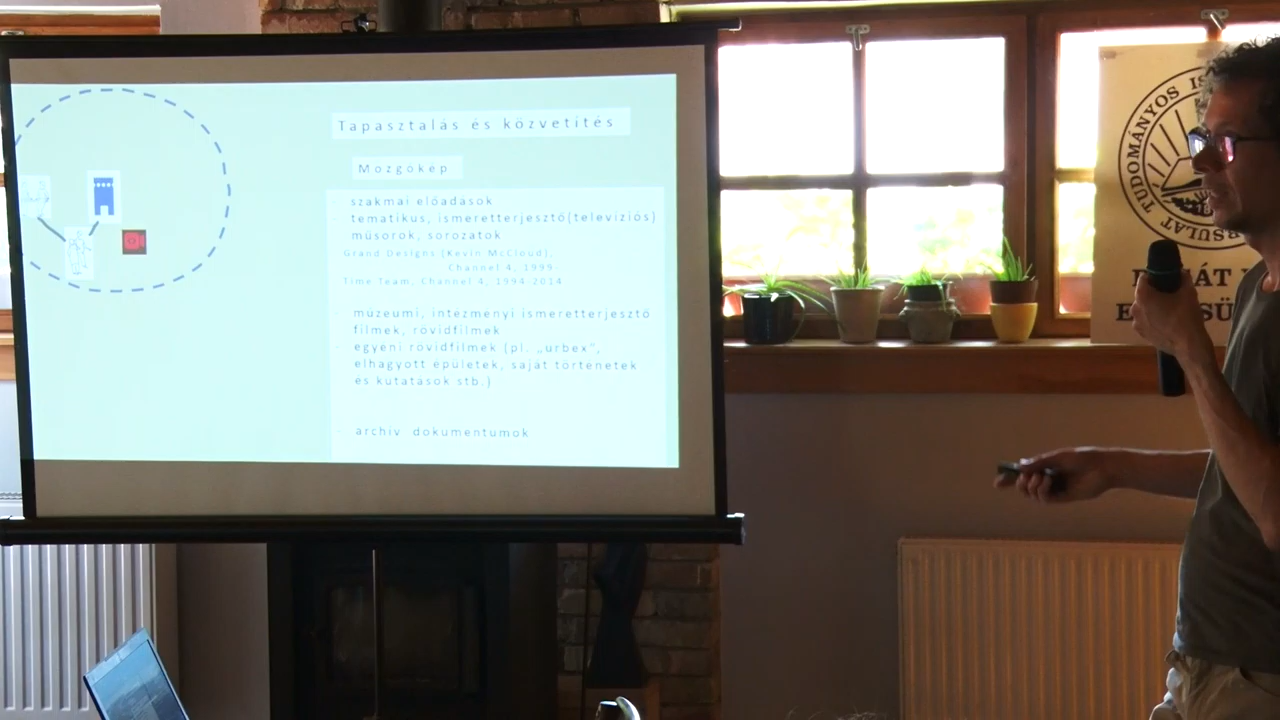 Tapasztalás és közvetítés
Mozgókép
- szakmai előadások
- tematikus, ismeretterjesztő(televíziós)
műsorok, sorozatok
Grand Designs (Kevin McCloud),
Channel 4, 1999-
Time Team, Channel 4, 1994-2014
- múzeumi, intézményi ismeretterjesztő
filmek, rövidfilmek
- egyéni rövidfilmek (pl. „urbex”,
elhagyott épületek, saját történetek
és kutatások stb.)
- archív dokumentumok
TUDOMÁNYOS